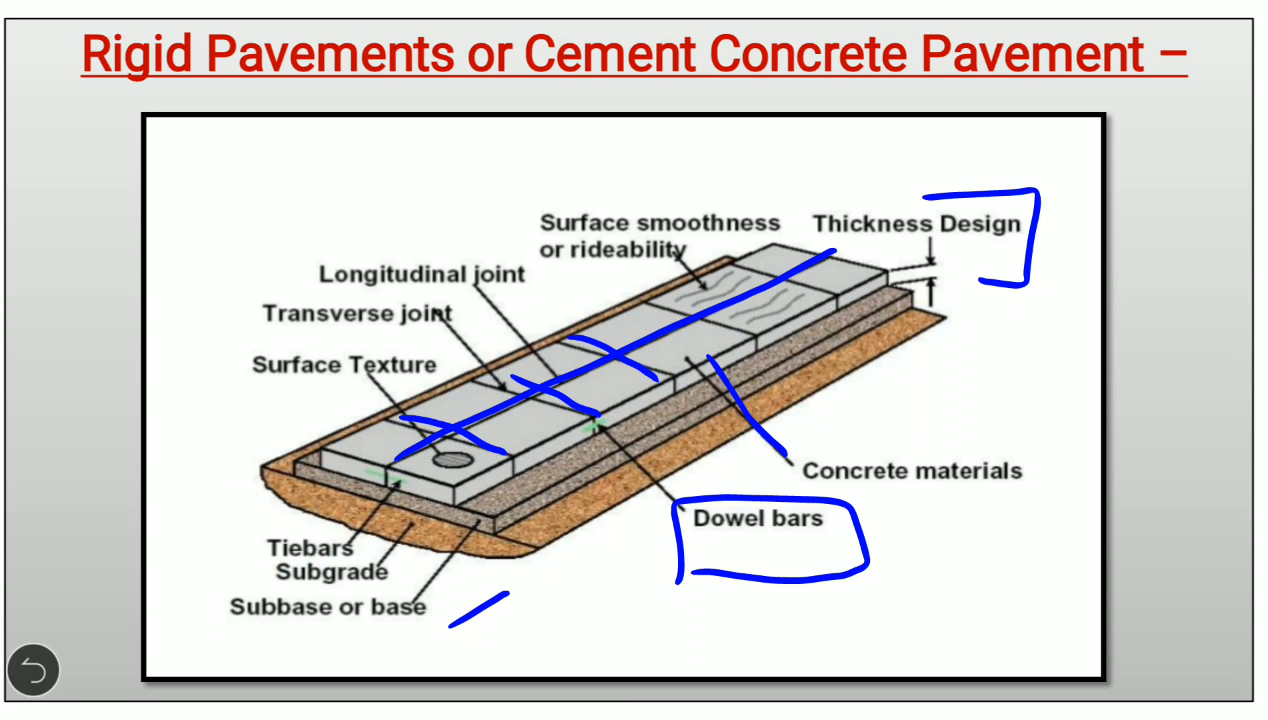 Rigid Pavements or Cement Concrete Pavement –
Surface smoothness
or rideability
Thickness Design
Longitudinal joint
Transverse joint
Surface Texture
Concrete materials
Dowel bars
Tiebars
Subgrade
Subbase or base